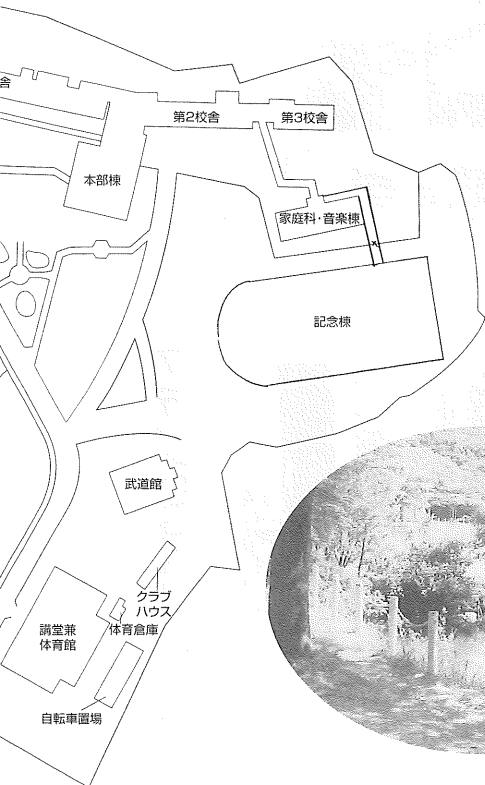 舎
第2校舎
第3校舎
本部棟
家庭科・音楽棟
記念棟
武道館
クラブ
ハウス
体育倉庫
講堂兼
体育館
自転車置場